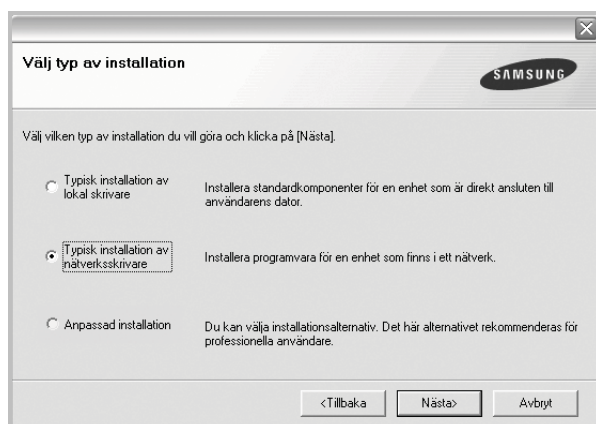 Välj typ av installation
SAMSUNG
Välj vilken typ av installation du vill göra och klicka på [Nästa].
Typisk installation av
lokal skrivare
Installera standardkomponenter för en enhet som är direkt ansluten till
användarens dator.
Typisk installation av
nätverksskrivare
Installera programvara för en enhet som finns i ett nätverk.
Anpassad installation
Du kan välja installationsalternativ. Det här alternativet rekommenderas för
professionella användare.
<Tillbaka
Nästa>
Avbryt